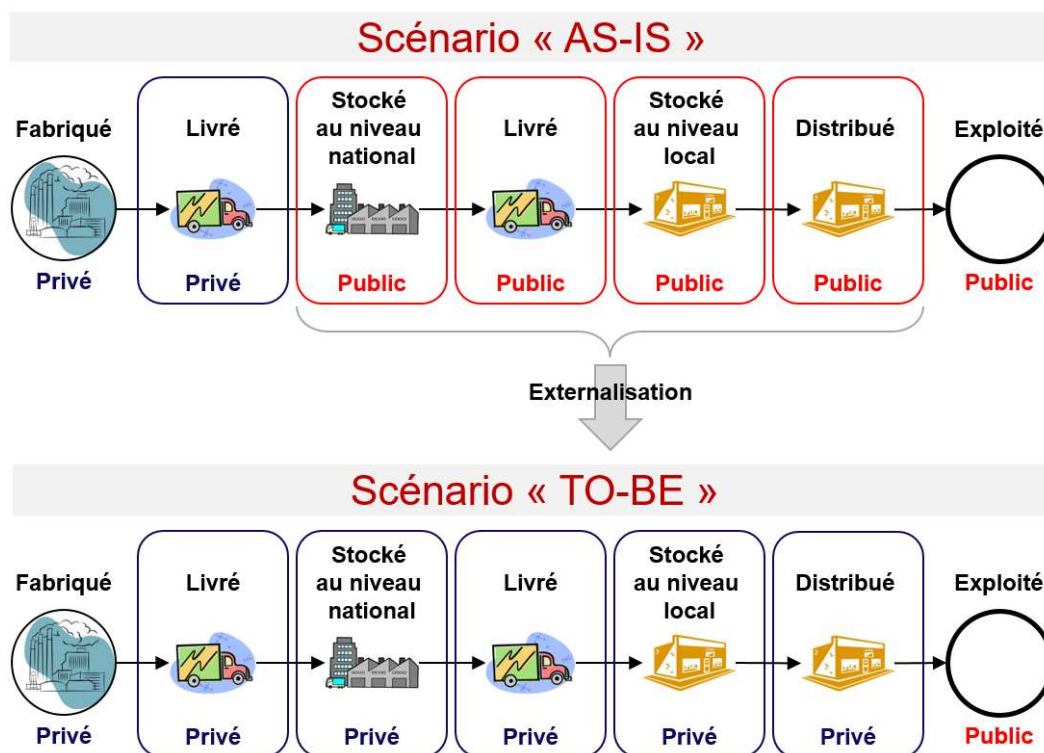 Scénario « AS-IS »
Fabriqué
Livré
Stocké
au niveau
national
Livré
Stocké
au niveau
local
Distribué
Exploité
Privé
Privé
Public
Public
Public
Public
Public
Externalisation
Scénario « TO-BE »
Fabriqué
Livré
Stocké
au niveau
national
Livré
Stocké
au niveau
local
Distribué
Exploité
Privé
Privé
Privé
Privé
Privé
Privé
Public